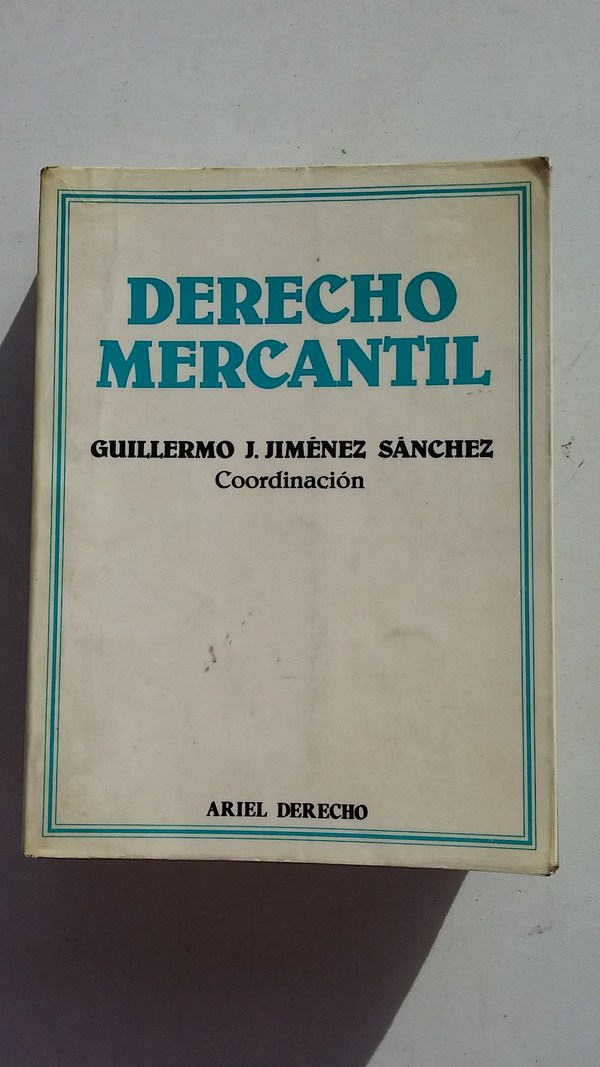 DERECHO
MERCANTIL
GUILLERMO J. JIMÉNEZ SÁNCHEZ
Coordinación
ARIEL DERECHO